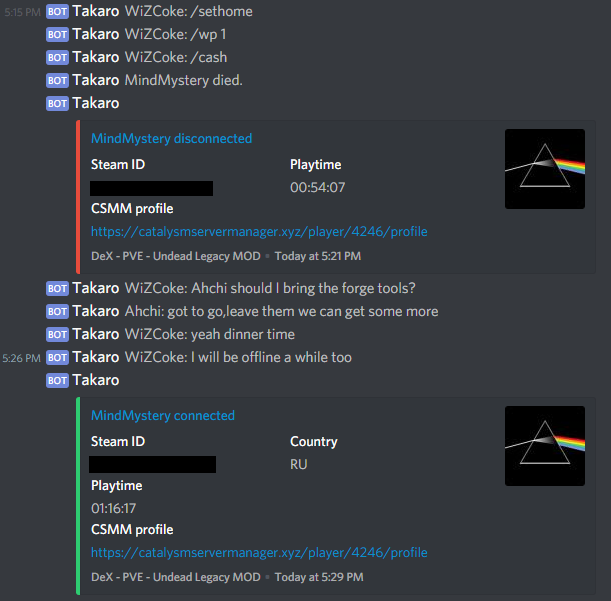 5:15 PM BOT Takaro WiZCoke: /sethome
BOT Takaro WiZCoke: /wp 1
BOT Takaro WiZCoke: /cash
BOT Takaro MindMystery died.
BOT Takaro
MindMystery disconnected
Steam ID Playtime
00:54:07
CSMM profile
https://catalysmservermanager.xyz/player/4246/profile
DeX - PVE - Undead Legacy MOD • Today at 5:21 PM
BOT Takaro WiZCoke: Ahchi should I bring the forge tools?
BOT Takaro Ahchi: got to go,leave them we can get some more
BOT Takaro WiZCoke: yeah dinner time
5:26 PM BOT Takaro WiZCoke: I will be offline a while too
BOT Takaro
MindMystery connected
Steam ID Country
RU
Playtime
01:16:17
CSMM profile
https://catalysmservermanager.xyz/player/4246/profile
DeX - PVE - Undead Legacy MOD • Today at 5:29 PM